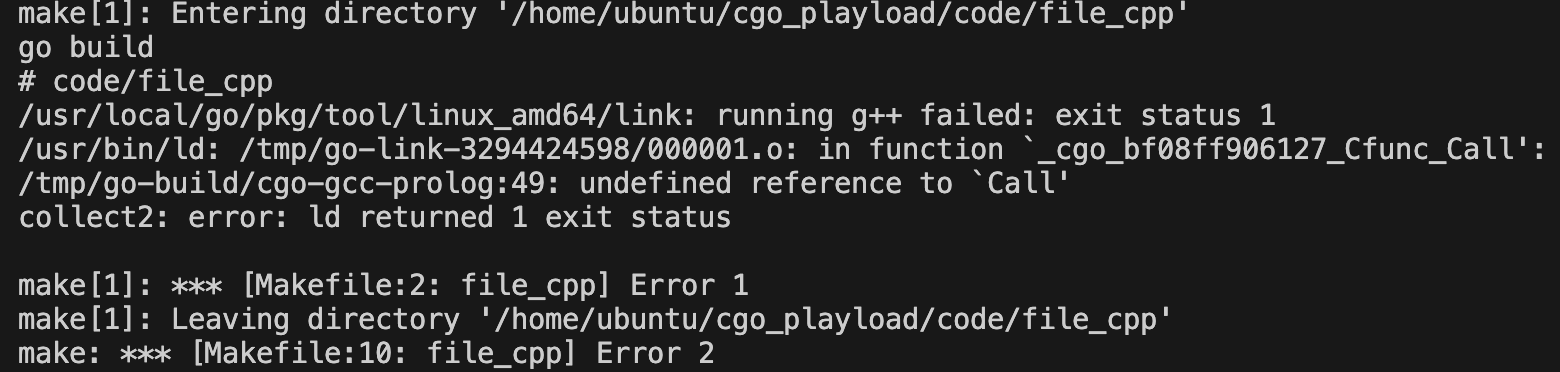 make[1]: Entering directory '/home/ubuntu/cgo_playload/code/file_cpp'
go build
# code/file_cpp
/usr/local/go/pkg/tool/linux_amd64/link: running g++ failed: exit status 1
/usr/bin/ld: /tmp/go-link-3294424598/000001.o: in function `_cgo_bf08ff906127_Cfunc_Call':
/tmp/go-build/cgo-gcc-prolog:49: undefined reference to `Call'
collect2: error: ld returned 1 exit status
make[1]: *** [Makefile:2: file_cpp] Error 1
make[1]: Leaving directory '/home/ubuntu/cgo_playload/code/file_cpp'
make: *** [Makefile:10: file_cpp] Error 2